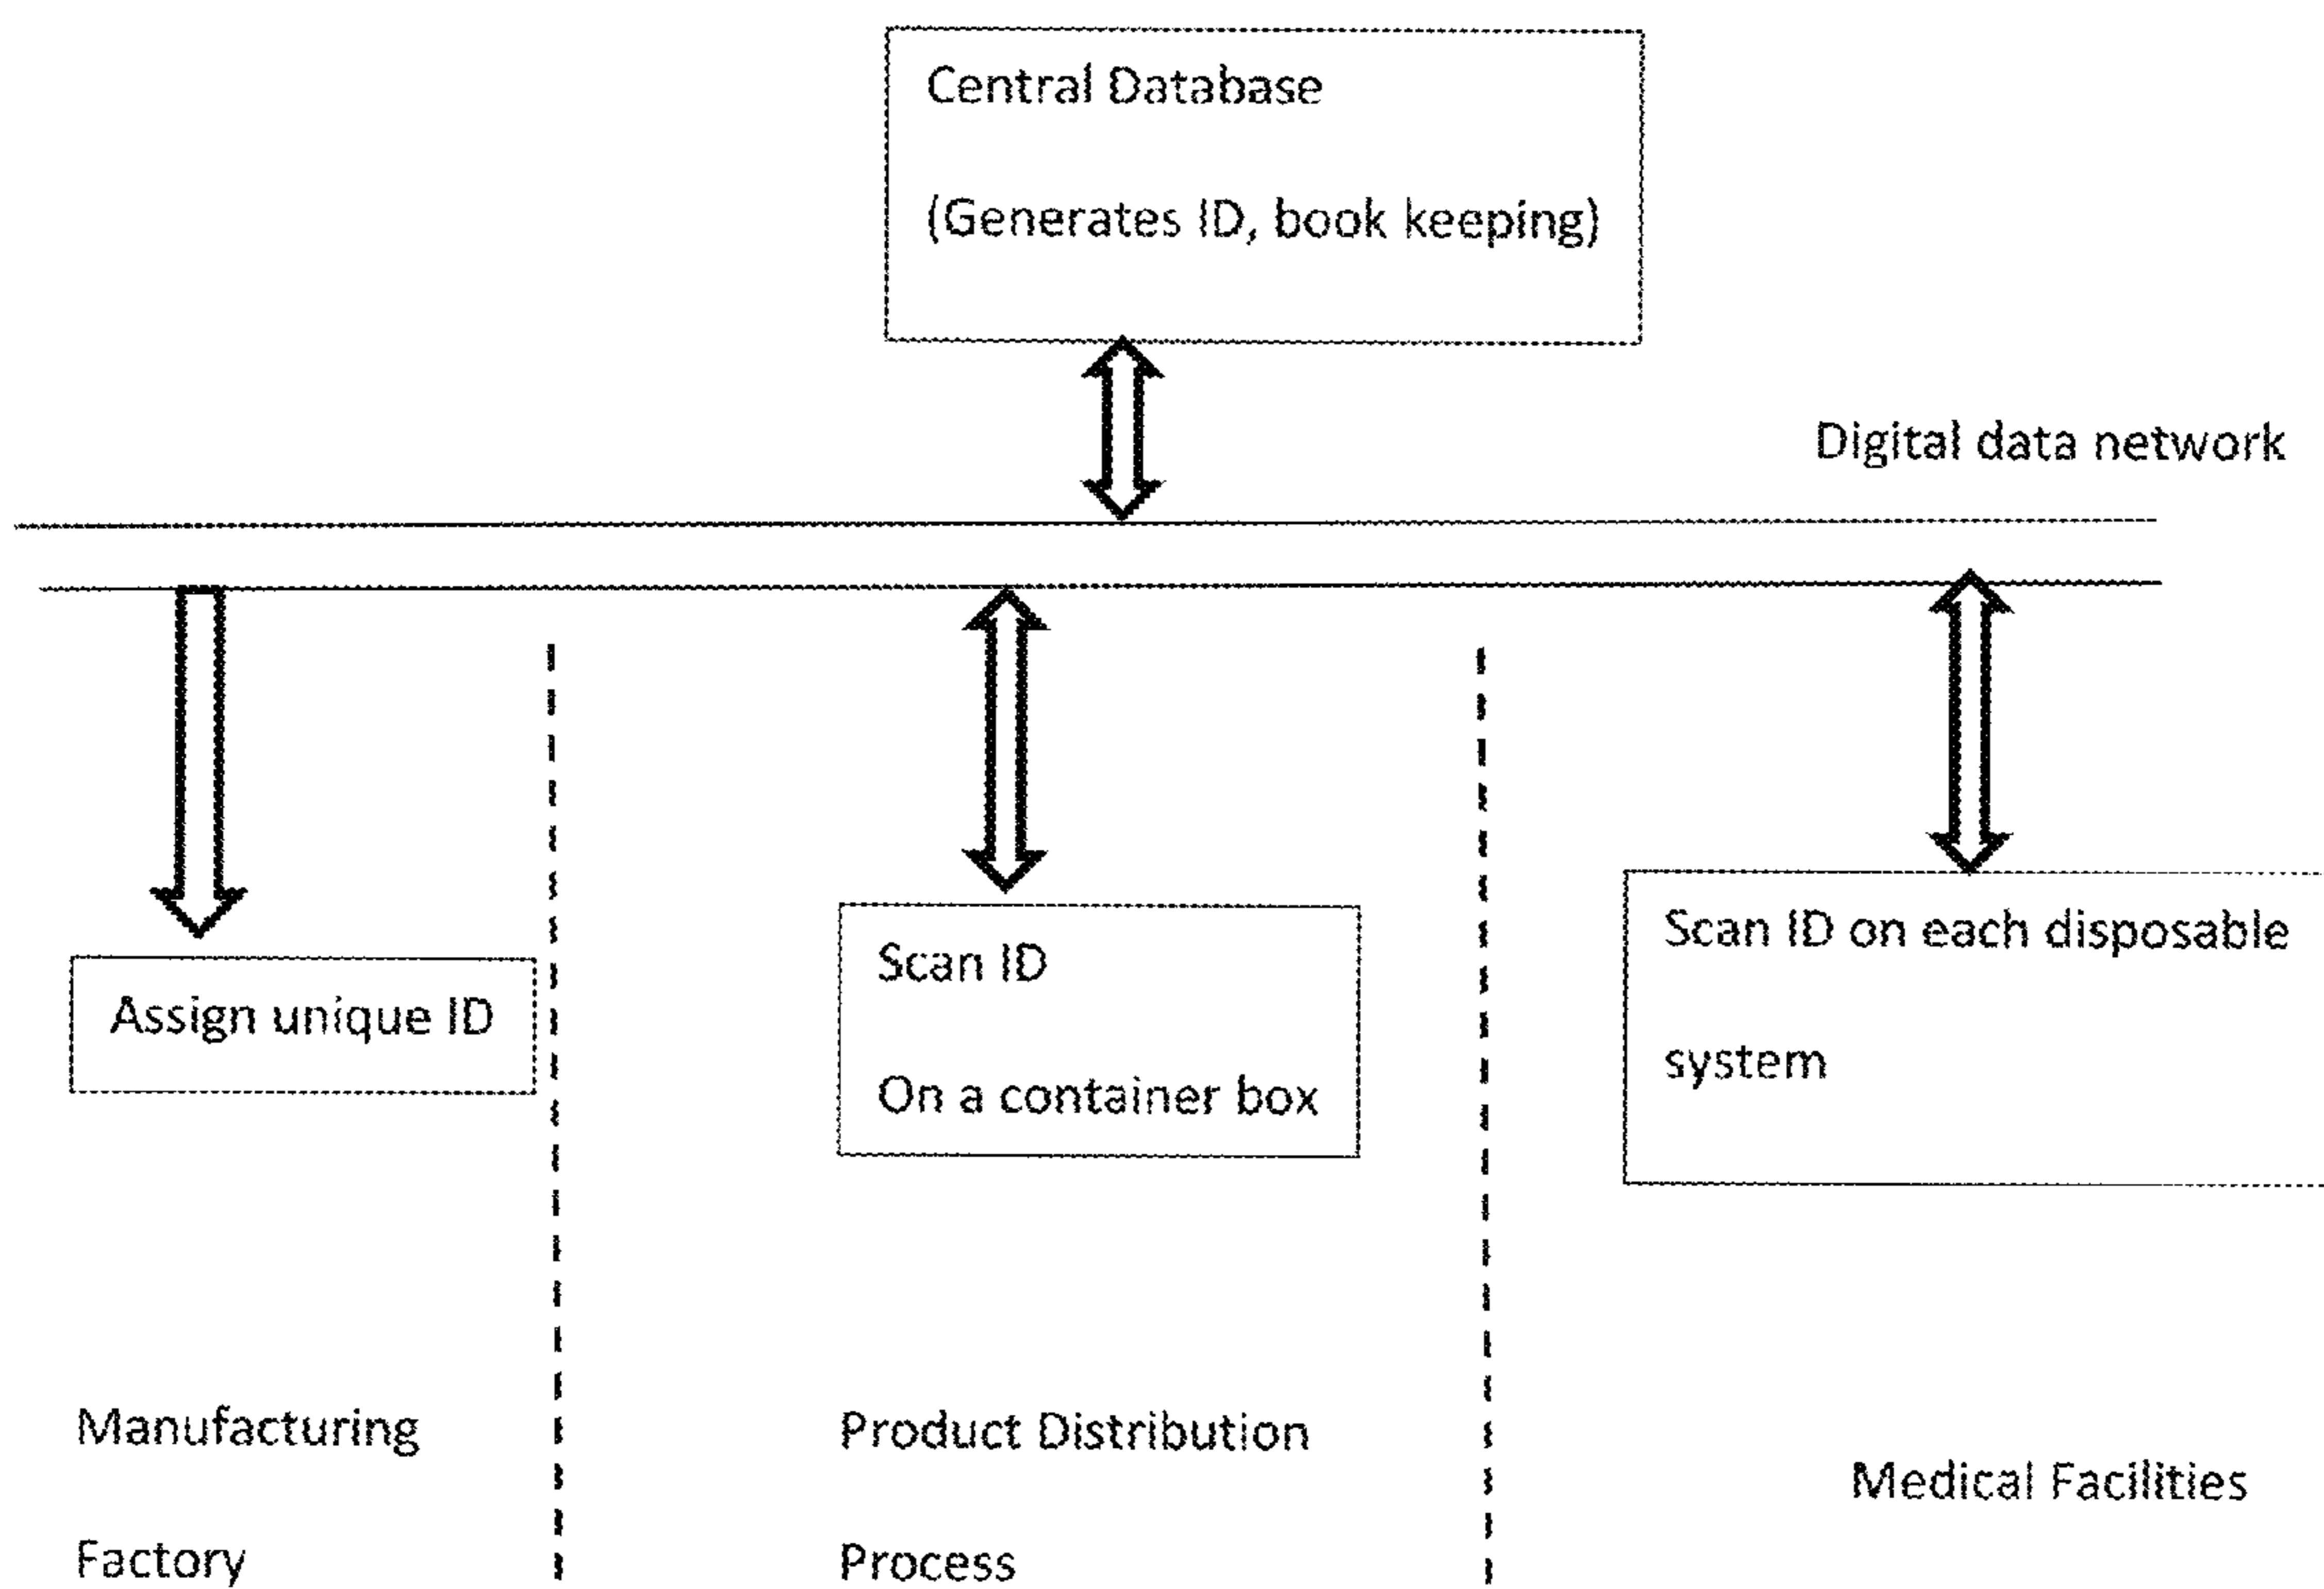 Central Database
(Generates ID, book keeping)
Digital data network
Assign unique ID
Scan ID
On a container box
Scan ID on each disposable
system
Manufacturing
Factory
Product Distribution
Process
Medical Facilities